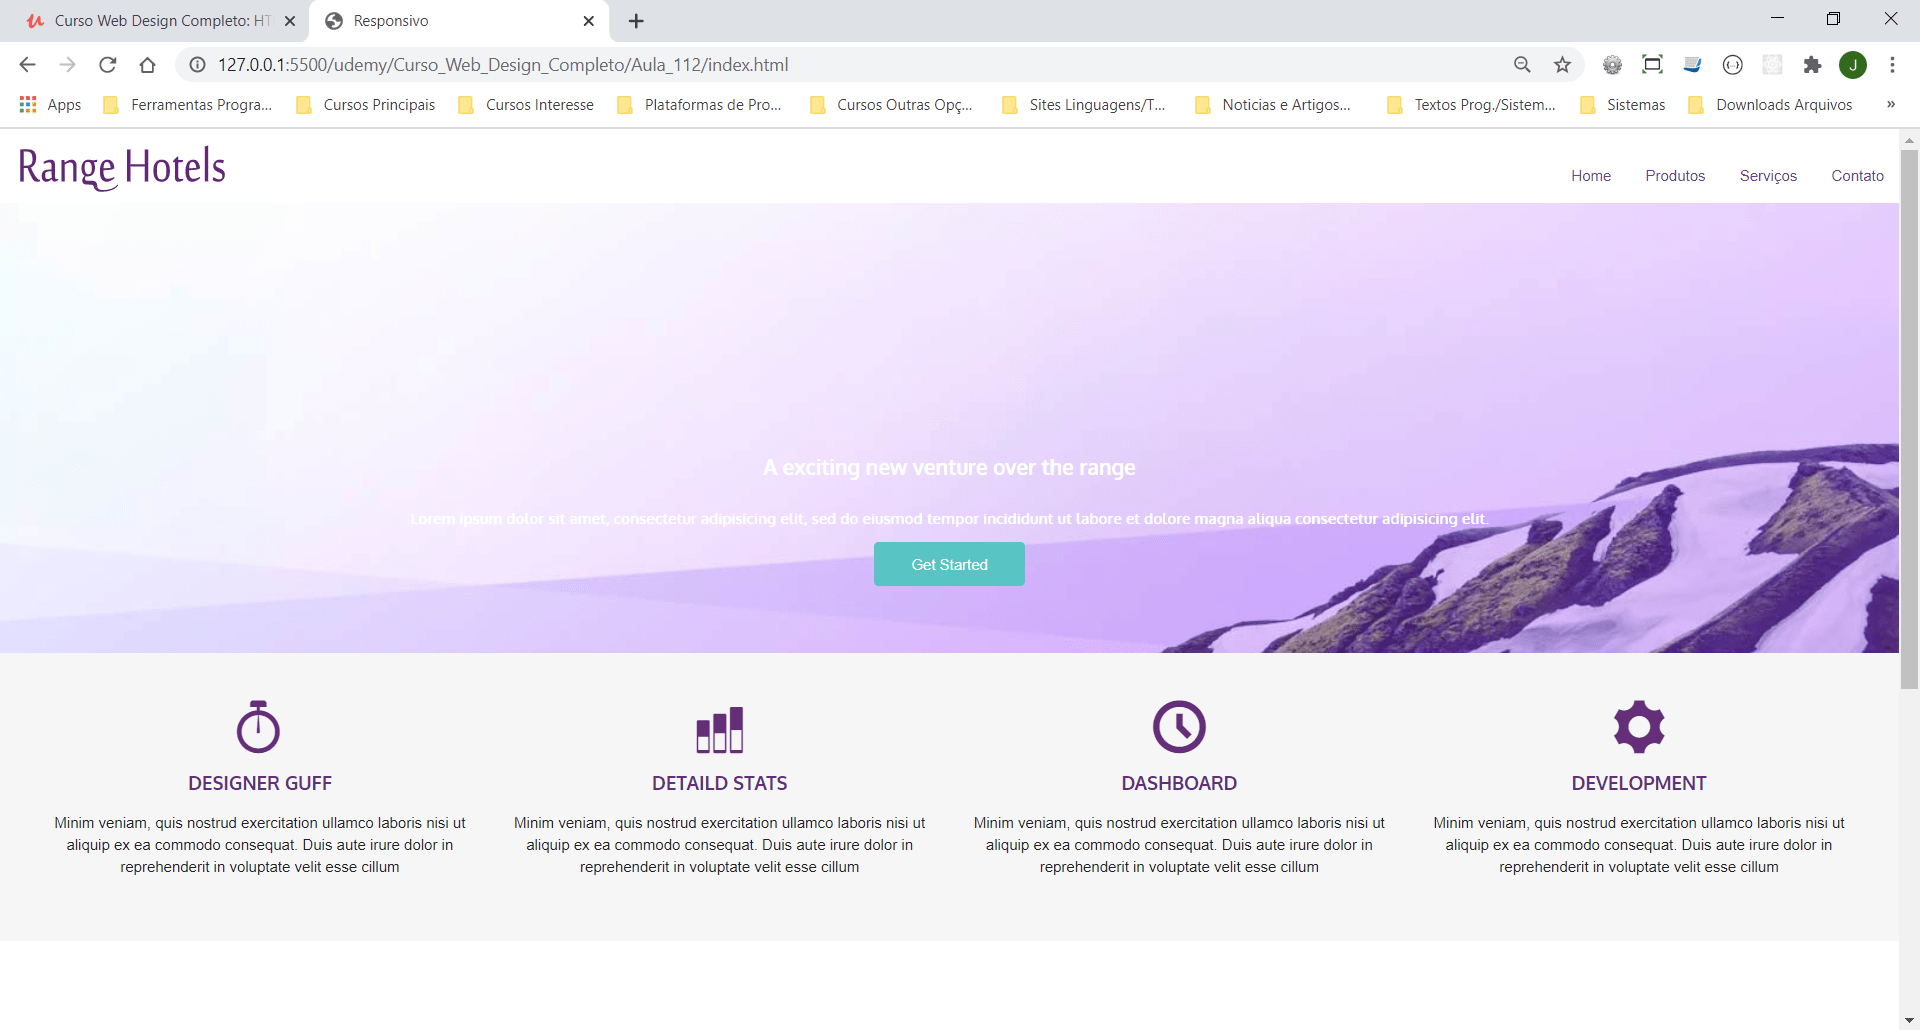 Curso Web Design Completo: HT
Responsivo
127.0.0.1:5500/udemy/Curso_Web_Design_Completo/Aula_112/index.html
J
Apps
Ferramentas Progra...
Cursos Principais
Cursos Interesse
Plataformas de Pro...
Cursos Outras Opç...
Sites Linguagens/T...
Noticias e Artigos...
Textos Prog./Sistem...
Sistemas
Downloads Arquivos
»
Range Hotels
Home
Produtos
Serviços
Contato
A exciting new venture over the range
Lorem ipsum dolor sit amet, consectetur adipisicing elit, sed do eiusmod tempor incididunt ut labore et dolore magna aliqua consectetur adipisicing elit.
Get Started
DESIGNER GUFF
Minim veniam, quis nostrud exercitation ullamco laboris nisi ut
aliquip ex ea commodo consequat. Duis aute irure dolor in
reprehenderit in voluptate velit esse cillum
DETAILD STATS
Minim veniam, quis nostrud exercitation ullamco laboris nisi ut
aliquip ex ea commodo consequat. Duis aute irure dolor in
reprehenderit in voluptate velit esse cillum
DASHBOARD
Minim veniam, quis nostrud exercitation ullamco laboris nisi ut
aliquip ex ea commodo consequat. Duis aute irure dolor in
reprehenderit in voluptate velit esse cillum
DEVELOPMENT
Minim veniam, quis nostrud exercitation ullamco laboris nisi ut
aliquip ex ea commodo consequat. Duis aute irure dolor in
reprehenderit in voluptate velit esse cillum